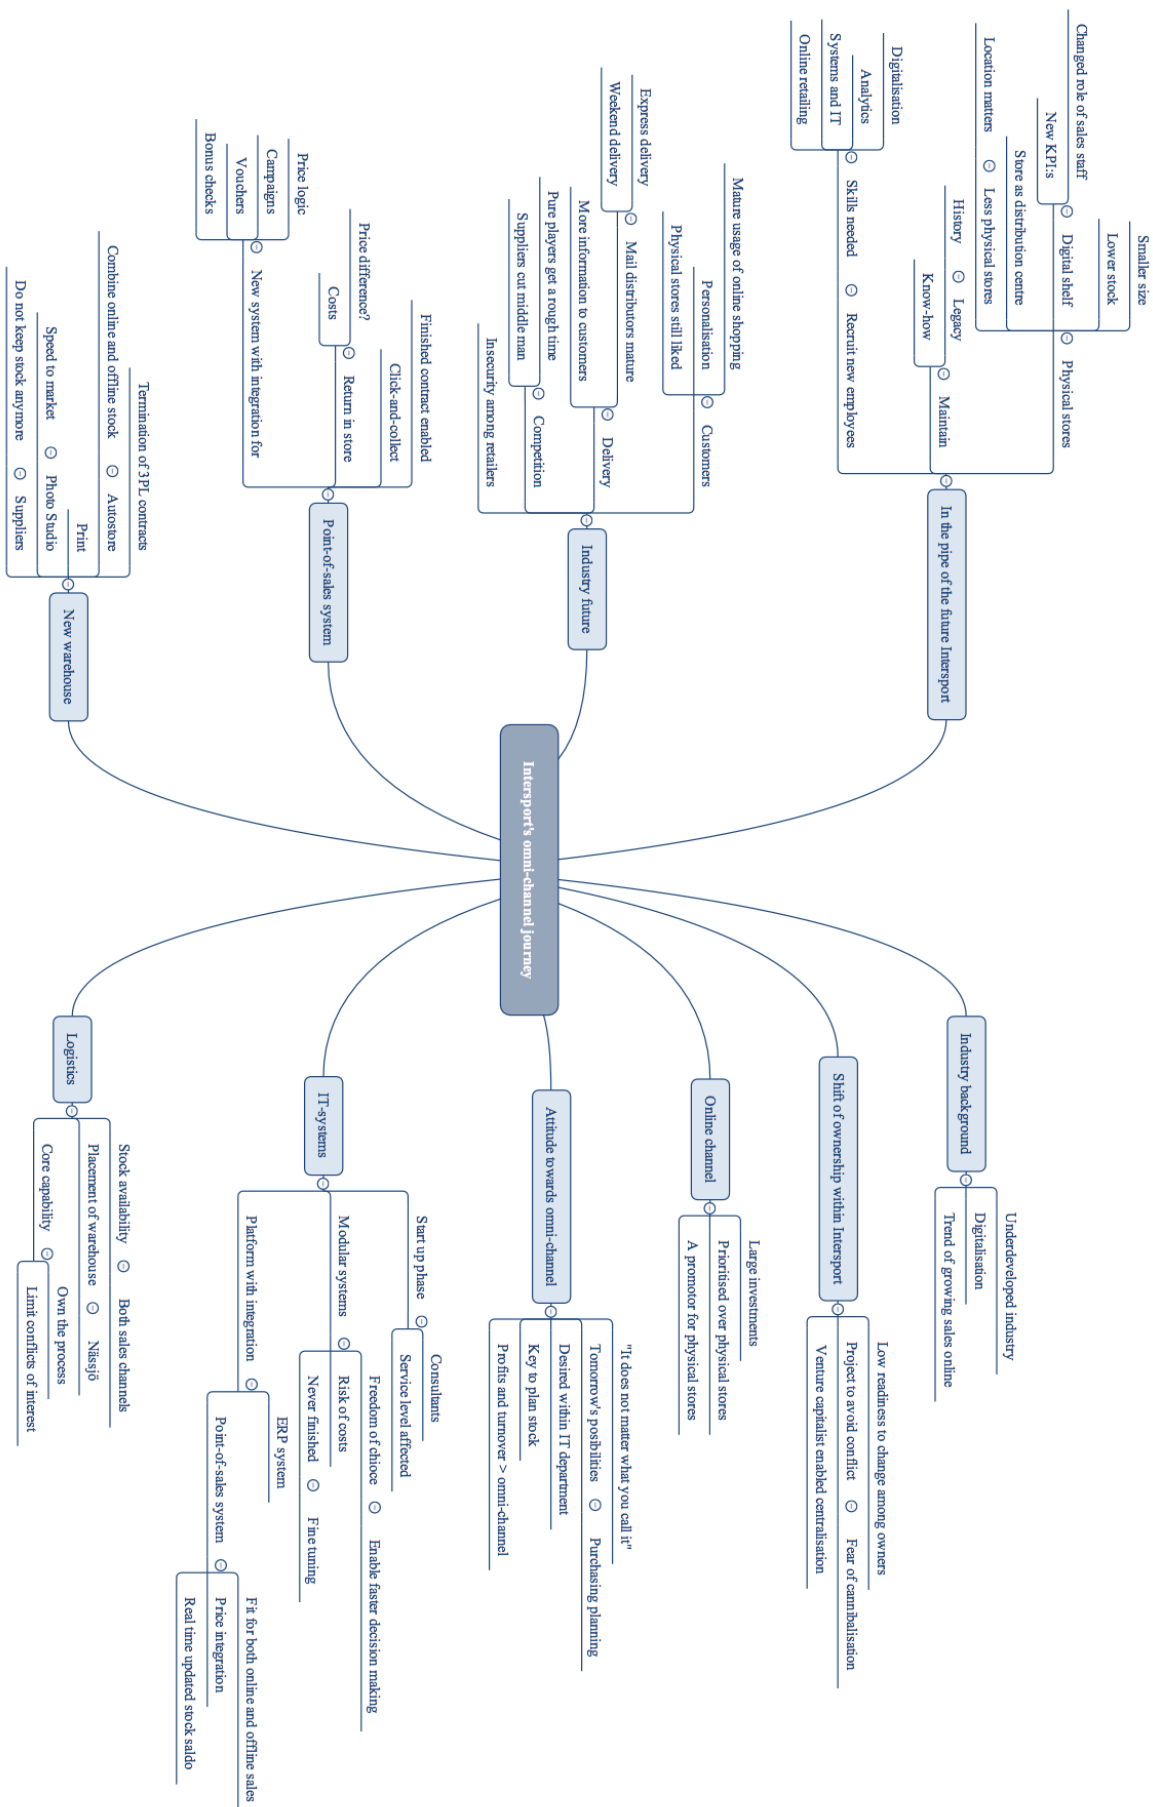 Intersport's omni-channel journey
Industry background
Underdeveloped industry
Digitalisation
Trend of growing sales online
Shift of ownership within Intersport
Low readiness to change among owners
Project to avoid conflict
Fear of cannibalisation
Venture capitalist enabled centralisation
Online channel
Large investments
Prioritised over physical stores
A promotor for physical stores
Attitude towards omni-channel
"It does not matter what you call it"
Tomorrow's posibilities
Purchasing planning
Desired within IT department
Key to plan stock
Profits and turnover > omni-channel
IT-systems
Start up phase
Consultants
Service level affected
Modular systems
Freedom of chioce
Enable faster decision making
Risk of costs
Never finished
Fine tuning
Platform with integration
ERP system
Point-of-sales system
Fit for both online and offline sales
Price integration
Real time updated stock saldo
Logistics
Stock availability
Both sales channels
Placement of warehouse
Nässjö
Core capability
Own the process
Limit conflicts of interest
In the pipe of the future Intersport
Physical stores
Smaller size
Lower stock
Digital shelf
Changed role of sales staff
New KPI:s
Store as distribution centre
Less physical stores
Location matters
Maintain
Legacy
History
Know-how
Recruit new employees
Skills needed
Digitalisation
Analytics
Systems and IT
Online retailing
Industry future
Customers
Mature usage of online shopping
Personalisation
Physical stores still liked
Delivery
Mail distributors mature
Express delivery
Weekend delivery
More information to customers
Competition
Pure players get a rough time
Suppliers cut middle man
Insecurity among retailers
Point-of-sales system
Finished contract enabled
Click-and-collect
Return in store
Price difference?
Costs
New system with integration for
Price logic
Campaigns
Vouchers
Bonus checks
New warehouse
Termination of 3PL contracts
Autostore
Combine online and offline stock
Print
Photo Studio
Speed to market
Suppliers
Do not keep stock anymore